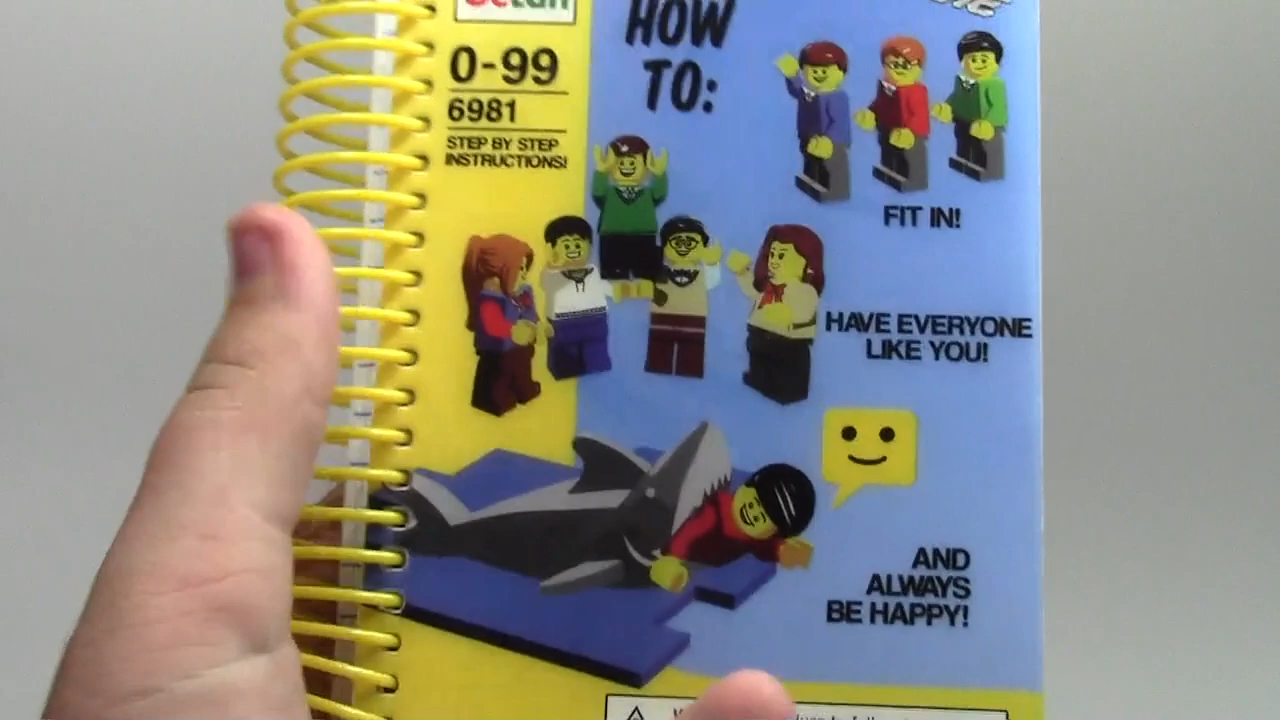 HOW
TO:
0-99
6981
STEP BY STEP
INSTRUCTIONS!
FIT IN!
HAVE EVERYONE
LIKE YOU!
AND
ALWAYS
BE HAPPY!